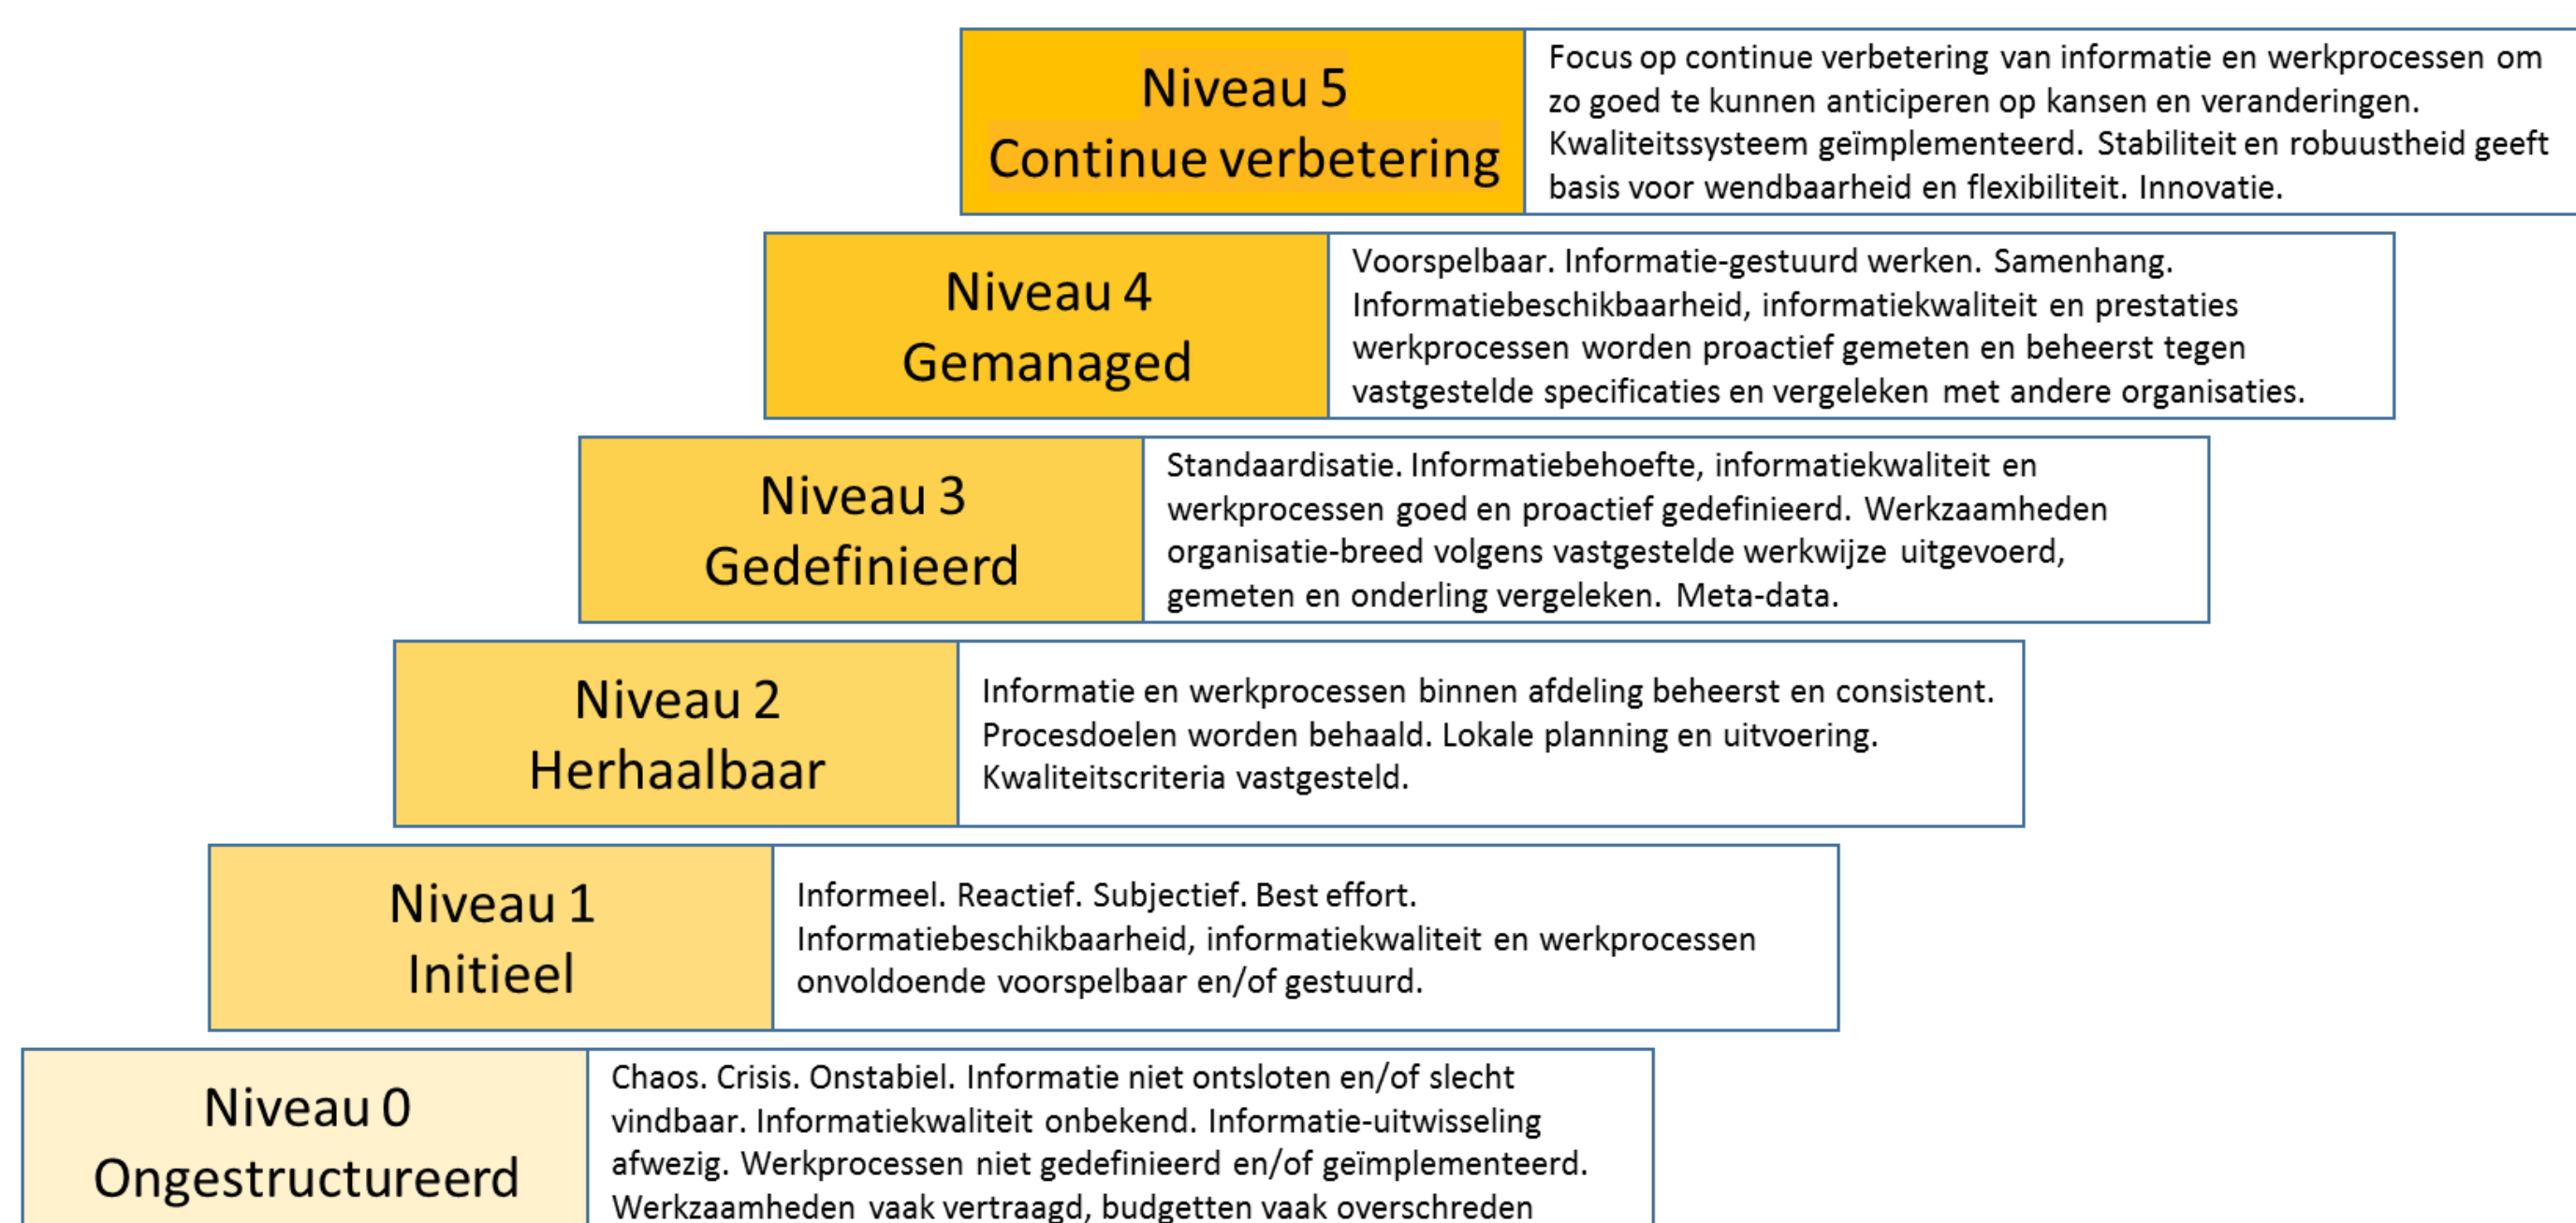 Niveau 5
Continue verbetering
Focus op continue verbetering van informatie en werkprocessen om
zo goed te kunnen anticiperen op kansen en veranderingen.
Kwaliteitssysteem geïmplementeerd. Stabiliteit en robuustheid geeft
basis voor wendbaarheid en flexibiliteit. Innovatie.
Niveau 4
Gemanaged
Voorspelbaar. Informatie-gestuurd werken. Samenhang.
Informatiebeschikbaarheid, informatiekwaliteit en prestaties
werkprocessen worden proactief gemeten en beheerst tegen
vastgestelde specificaties en vergeleken met andere organisaties.
Niveau 3
Gedefinieerd
Standaardisatie. Informatiebehoefte, informatiekwaliteit en
werkprocessen goed en proactief gedefinieerd. Werkzaamheden
organisatie-breed volgens vastgestelde werkwijze uitgevoerd,
gemeten en onderling vergeleken. Meta-data.
Niveau 2
Herhaalbaar
Informatie en werkprocessen binnen afdeling beheerst en consistent.
Procesdoelen worden behaald. Lokale planning en uitvoering.
Kwaliteitscriteria vastgesteld.
Niveau 1
Initieel
Informeel. Reactief. Subjectief. Best effort.
Informatiebeschikbaarheid, informatiekwaliteit en werkprocessen
onvoldoende voorspelbaar en/of gestuurd.
Niveau 0
Ongestructureerd
Chaos. Crisis. Onstabiel. Informatie niet ontsloten en/of slecht
vindbaar. Informatiekwaliteit onbekend. Informatie-uitwisseling
afwezig. Werkprocessen niet gedefinieerd en/of geïmplementeerd.
Werkzaamheden vaak vertraagd, budgetten vaak overschreden